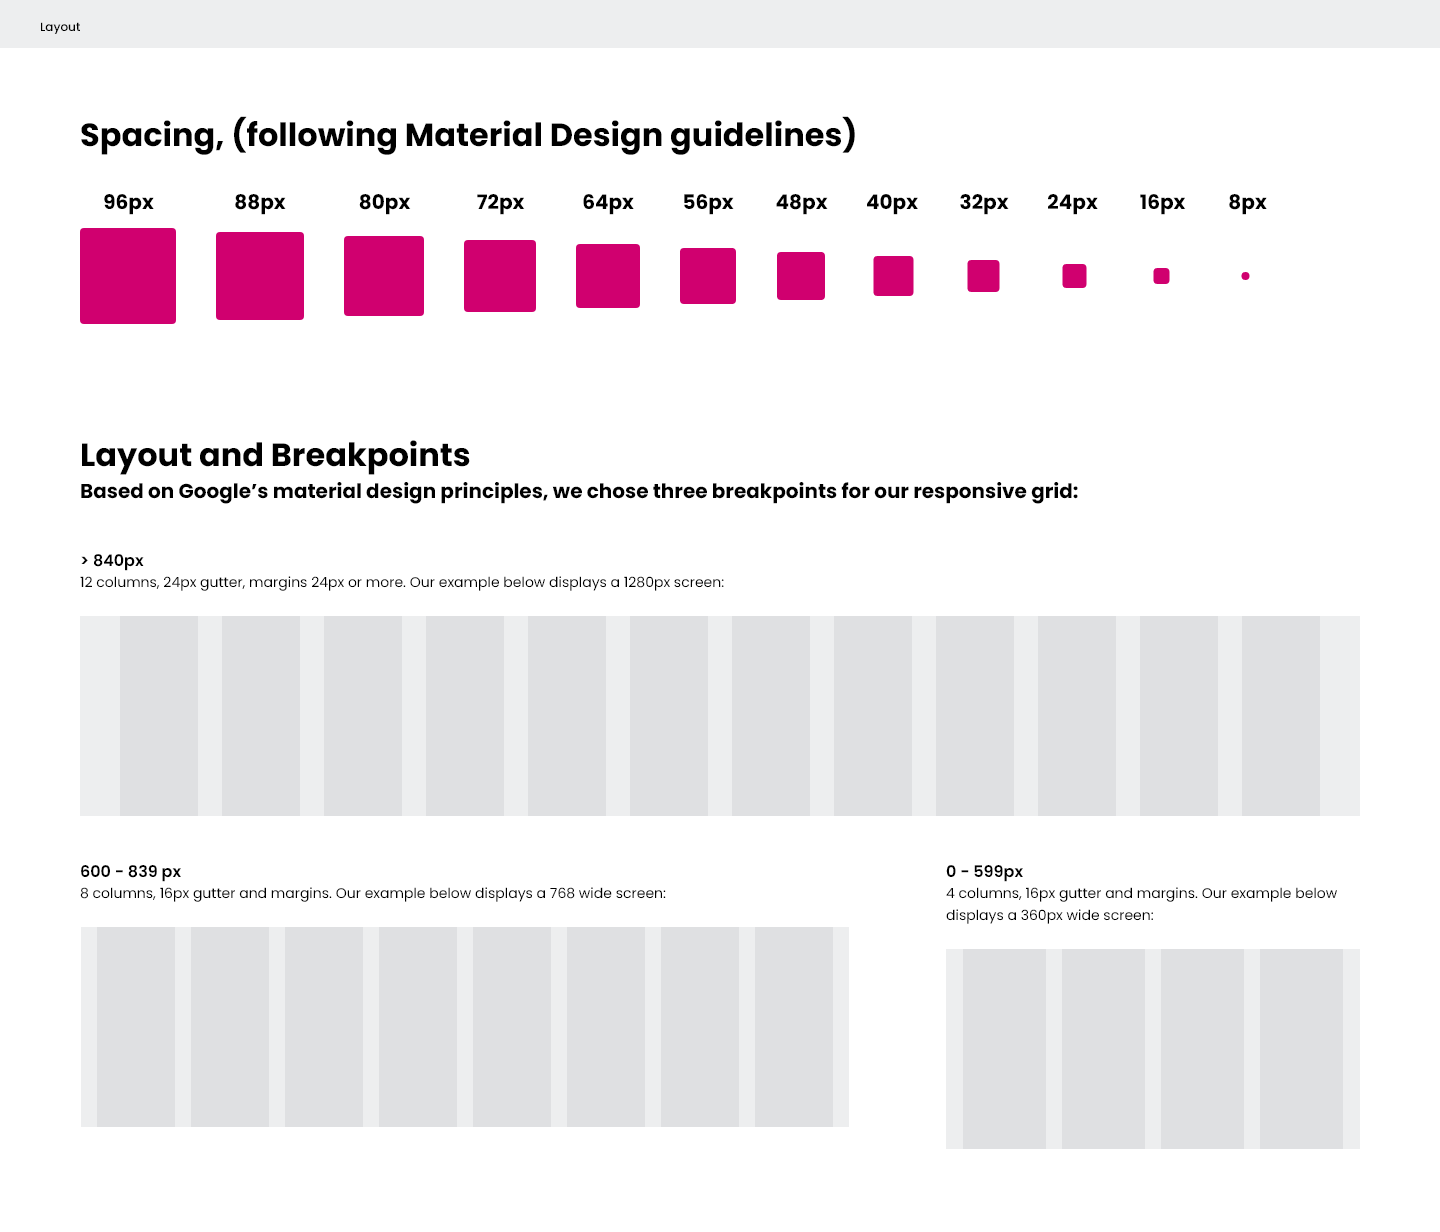 Layout
Spacing, (following Material Design guidelines)
96px 88px 80px 72px 64px 56px 48px 40px 32px 24px 16px 8px
Layout and Breakpoints
Based on Google’s material design principles, we chose three breakpoints for our responsive grid:
> 840px
12 columns, 24px gutter, margins 24px or more. Our example below displays a 1280px screen:
600 - 839 px
8 columns, 16px gutter and margins. Our example below displays a 768 wide screen:
0 - 599px
4 columns, 16px gutter and margins. Our example below
displays a 360px wide screen: